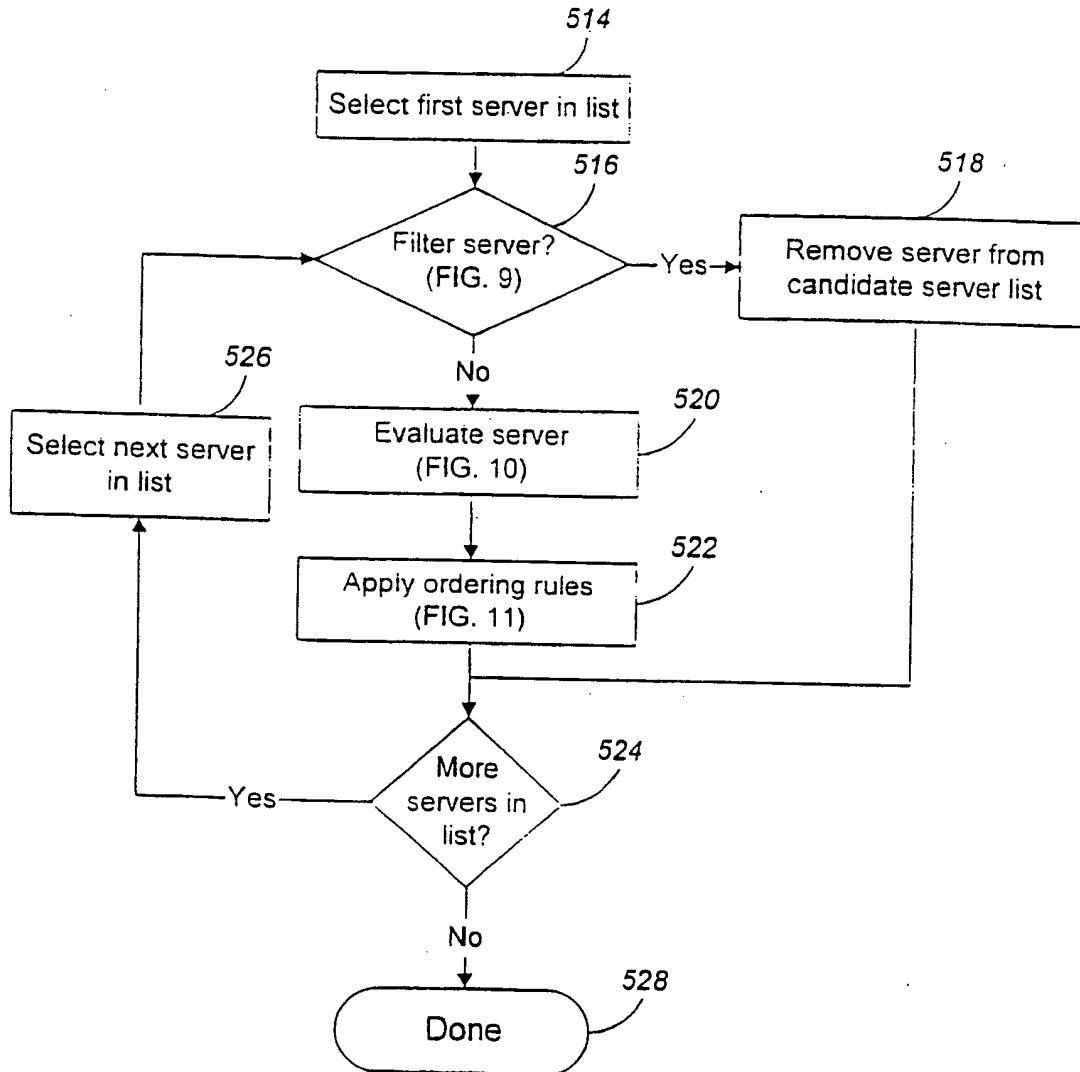 514
Select first server in list
516
518
Filter server?
(FIG. 9)
Yes
Remove server from
candidate server list
No
526
520
Select next server
in list
Evaluate server
(FIG. 10)
522
Apply ordering rules
(FIG. 11)
524
More
servers in
list?
Yes
No
528
Done